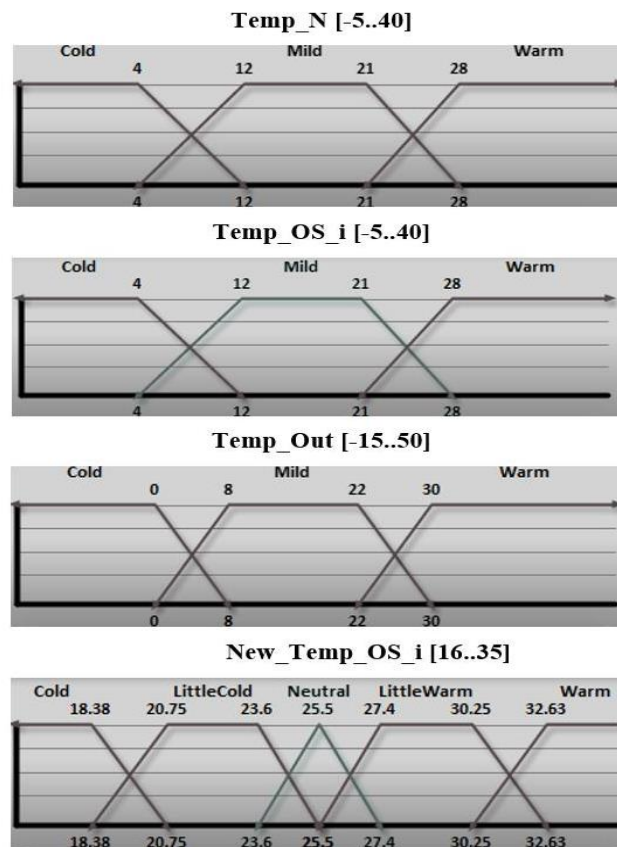 Temp_N [-5..40]
Cold Mild Warm
4 12 21 28
4 12 21 28
Temp_OS_i [-5..40]
Cold Mild Warm
4 12 21 28
4 12 21 28
Temp_Out [-15..50]
Cold Mild Warm
0 8 22 30
0 8 22 30
New_Temp_OS_i [16..35]
Cold LittleCold Neutral LittleWarm Warm
18.38 20.75 23.6 25.5 27.4 30.25 32.63
18.38 20.75 23.6 25.5 27.4 30.25 32.63